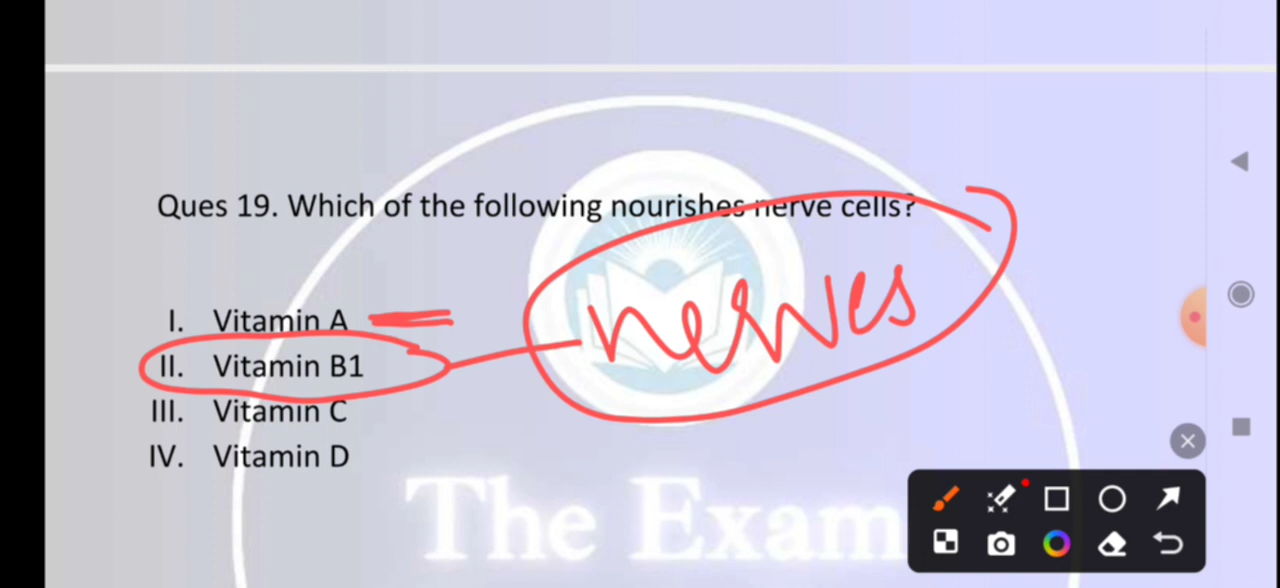 Ques 19. Which of the following nourishes nerve cells?
nerves
I. Vitamin A
II. Vitamin B1
III. Vitamin C
IV. Vitamin D
The Exam